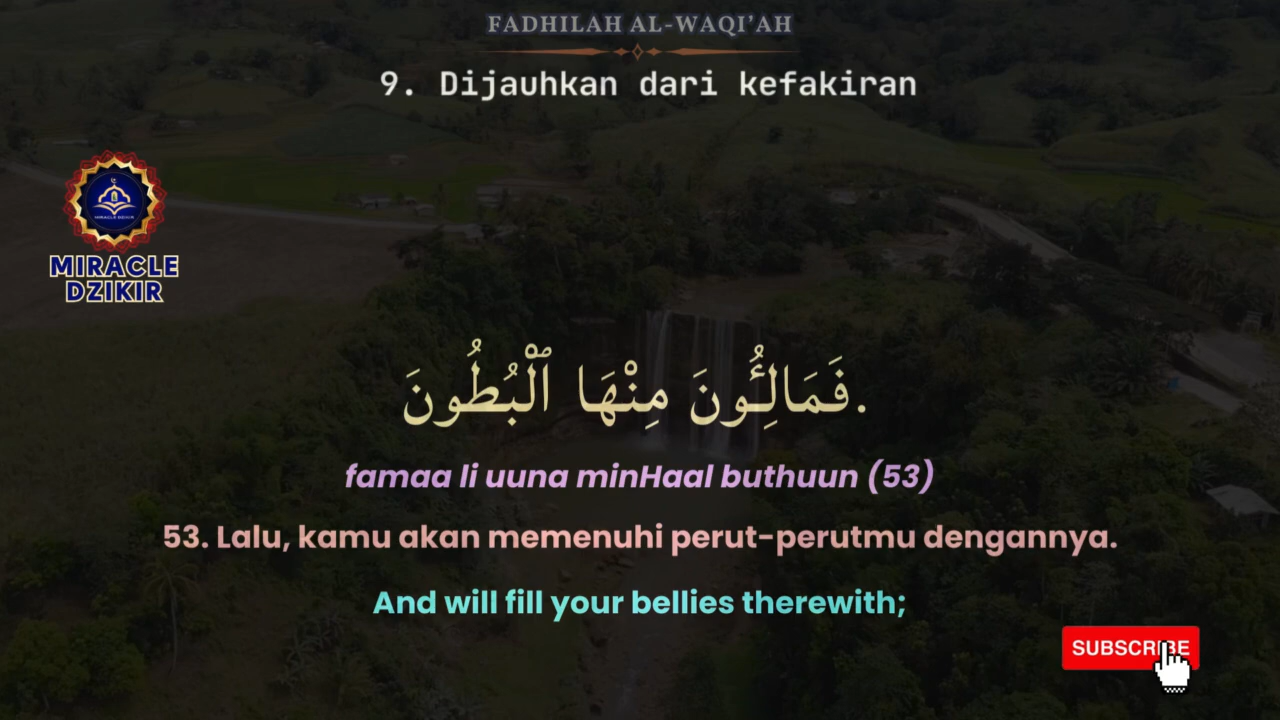 FADHILAH AL-WAQI'AH
9. Dijauhkan dari kefakiran
MIRACLE
DZIKIR
فَمَالِـُٔونَ مِنْهَا ٱلْبُطُونَ.
famaa li uuna minHaal buthuun (53)
53. Lalu, kamu akan memenuhi perut-perutmu dengannya.
And will fill your bellies therewith;
SUBSCRIBE